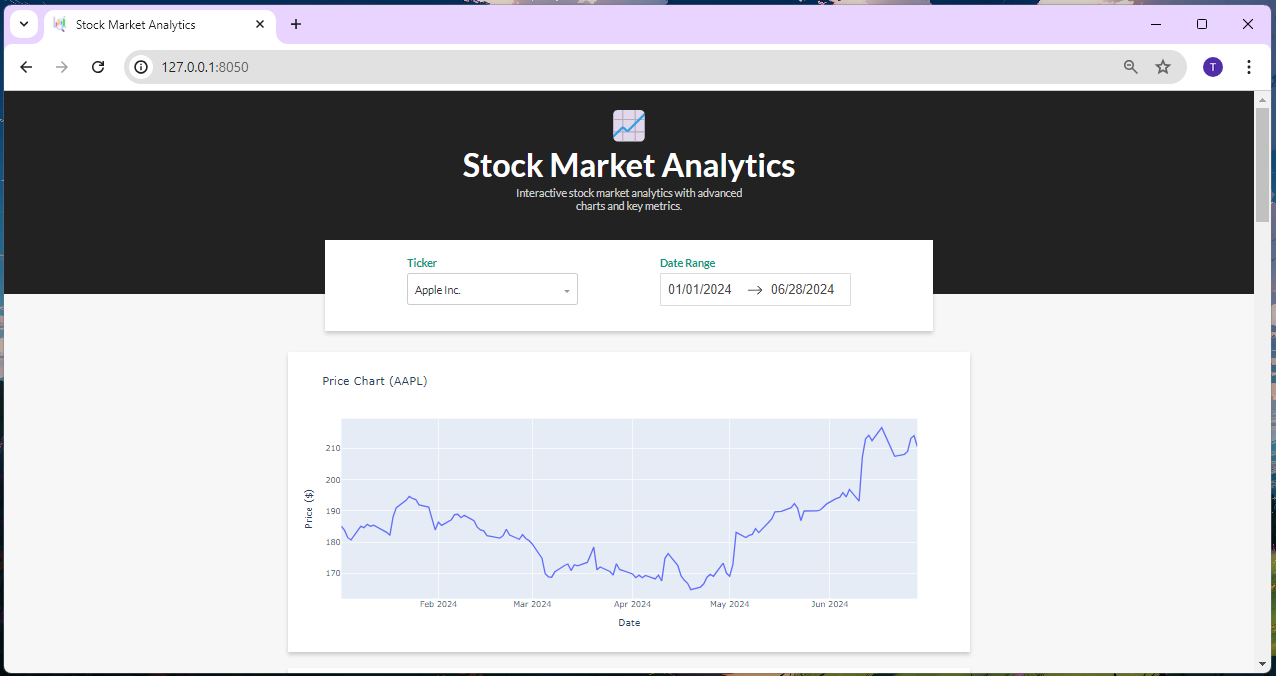 Stock Market Analytics
127.0.0.1:8050
T
Stock Market Analytics
Interactive stock market analytics with advanced
charts and key metrics.
Ticker
Date Range
Apple Inc.
01/01/2024 → 06/28/2024
Price Chart (AAPL)
210
200
190
180
170
Price ($)
Feb 2024 Mar 2024 Apr 2024 May 2024 Jun 2024
Date